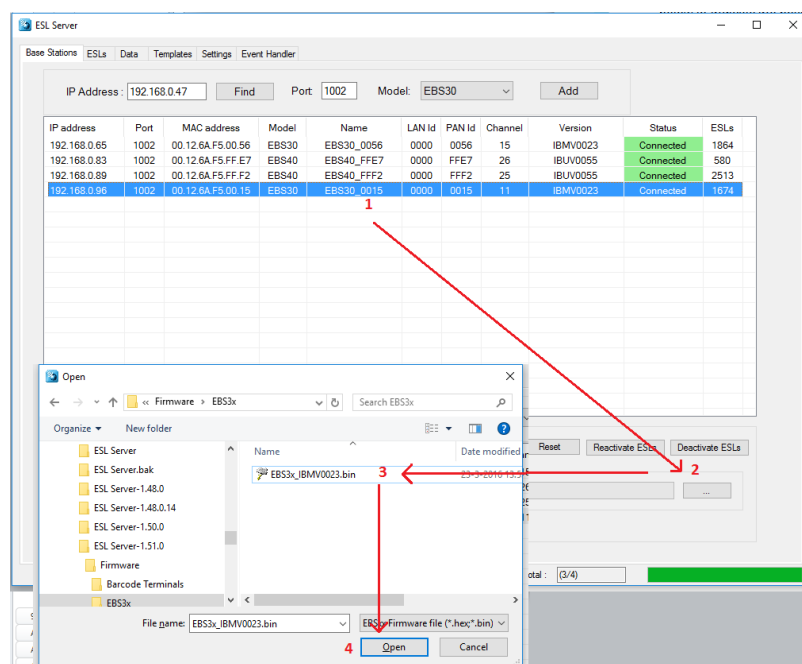 ESL Server
Base Stations ESLs Data Templates Settings Event Handler
IP Address : 192.168.0.47 Find Port 1002 Model: EBS30 Add
IP address Port MAC address Model Name LAN Id PAN Id Channel Version Status ESLs
192.168.0.65 1002 00.12.6A.F5.00.56 EBS30 EBS30_0056 0000 0056 15 IBMV0023 Connected 1864
192.168.0.83 1002 00.12.6A.F5.FF.E7 EBS40 EBS40_FFE7 0000 FFE7 26 IBUV0055 Connected 580
192.168.0.89 1002 00.12.6A.F5.FF.F2 EBS40 EBS40_FFF2 0000 FFF2 25 IBUV0055 Connected 2513
192.168.0.96 1002 00.12.6A.F5.00.15 EBS30 EBS30_0015 0000 0015 11 IBMV0023 Connected 1674
1
Open
« Firmware > EBS3x Search EBS3x
Organize New folder
Reset Reactivate ESLs Deactivate ESLs
ESL Server Name Date modified
2
ESL Server.bak EBS3x_IBMV0023.bin 3
...
ESL Server-1.48.0
ESL Server-1.48.0.14
ESL Server-1.50.0
ESL Server-1.51.0
Firmware
otal : (3/4)
Barcode Terminals
EBS3x
File name: EBS3x_IBMV0023.bin Firmware file (*.hex;*.bin)
4 Open Cancel